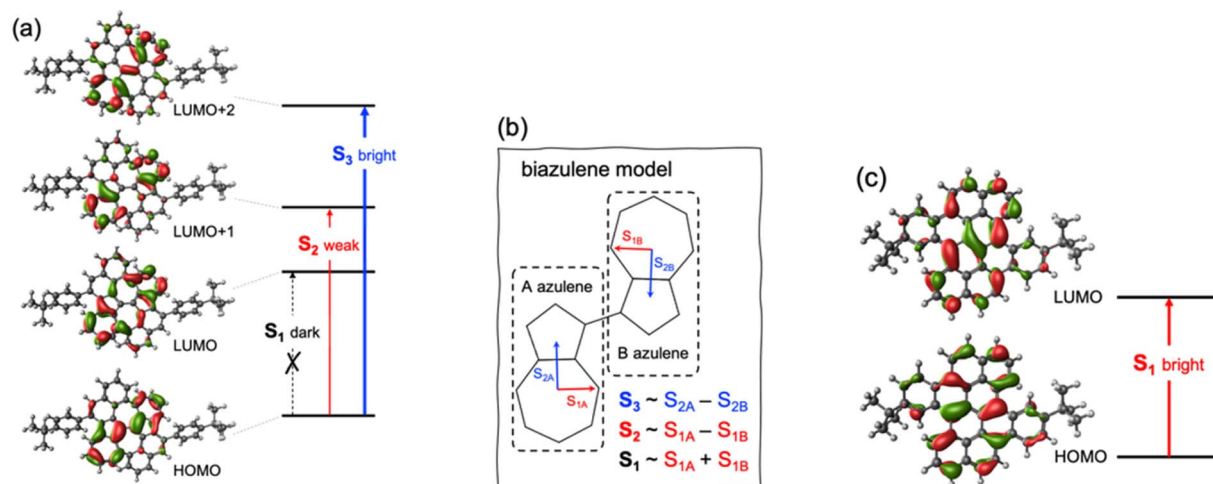 (a)
LUMO+2
S3 bright
LUMO+1
S2 weak
LUMO
S1 dark
HOMO
(b)
biazulene model
S1B
S2B
A azulene
B azulene
S2A
S1A
S3 ~ S2A – S2B
S2 ~ S1A – S1B
S1 ~ S1A + S1B
(c)
LUMO
S1 bright
HOMO